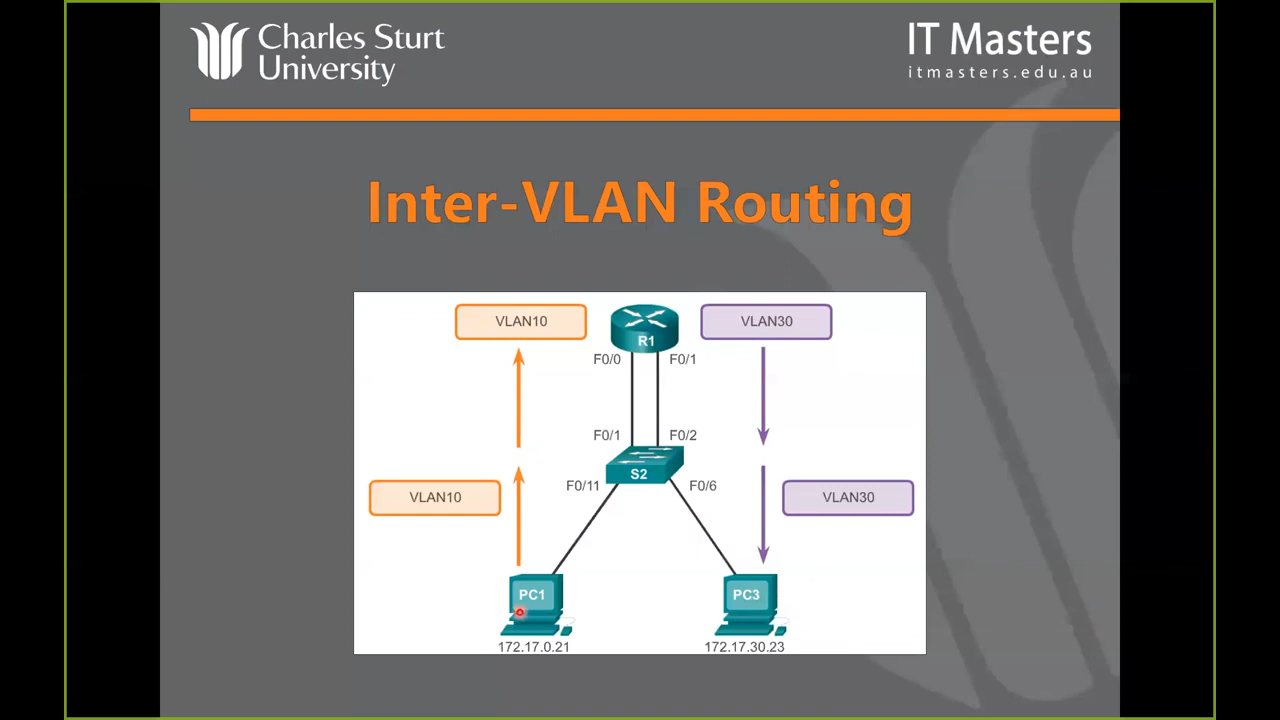 Charles Sturt
University
IT Masters
itmasters.edu.au
Inter-VLAN Routing
VLAN10
R1
VLAN30
F0/0
F0/1
F0/1
F0/2
S2
F0/11
F0/6
VLAN10
VLAN30
PC1
PC3
172.17.0.21
172.17.30.23